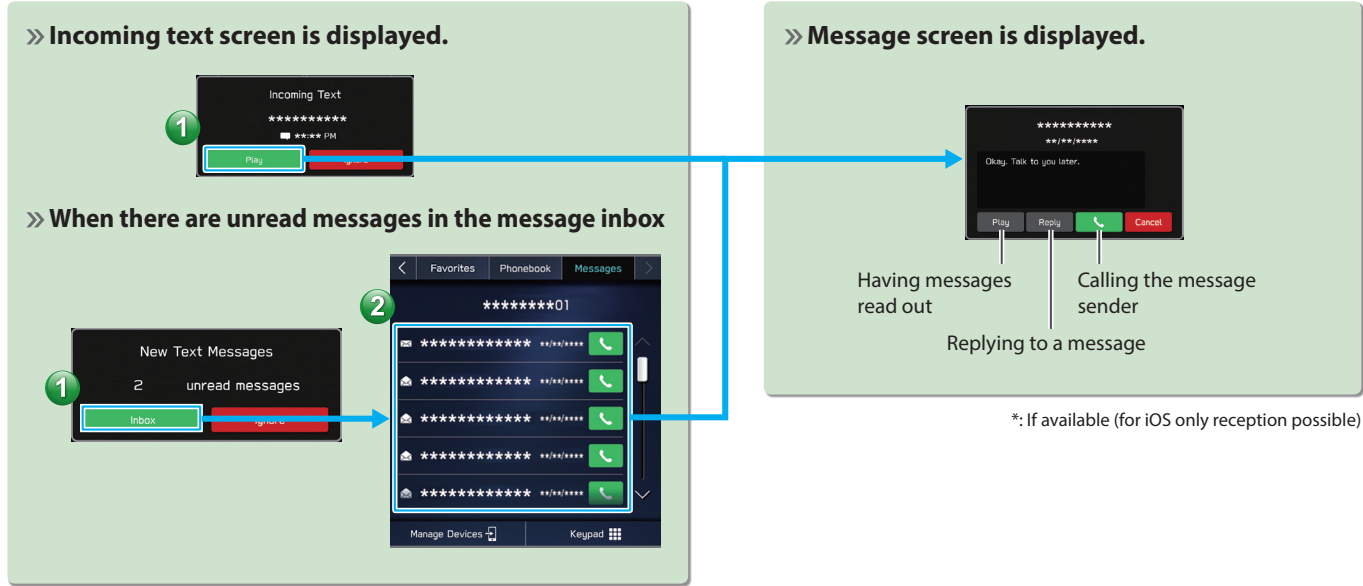 » Incoming text screen is displayed.
Incoming Text
**********
**:** PM
1
Play Ignore
» When there are unread messages in the message inbox
New Text Messages
2 unread messages
1
Inbox Ignore
< Favorites Phonebook Messages >
2
********01
************ **/**/****
************ **/**/****
************ **/**/****
************ **/**/****
************ **/**/****
Manage Devices Keypad
» Message screen is displayed.
**********
**/**/****
Okay. Talk to you later.
Play Reply Cancel
Having messages
read out
Calling the message
sender
Replying to a message
*: If available (for iOS only reception possible)